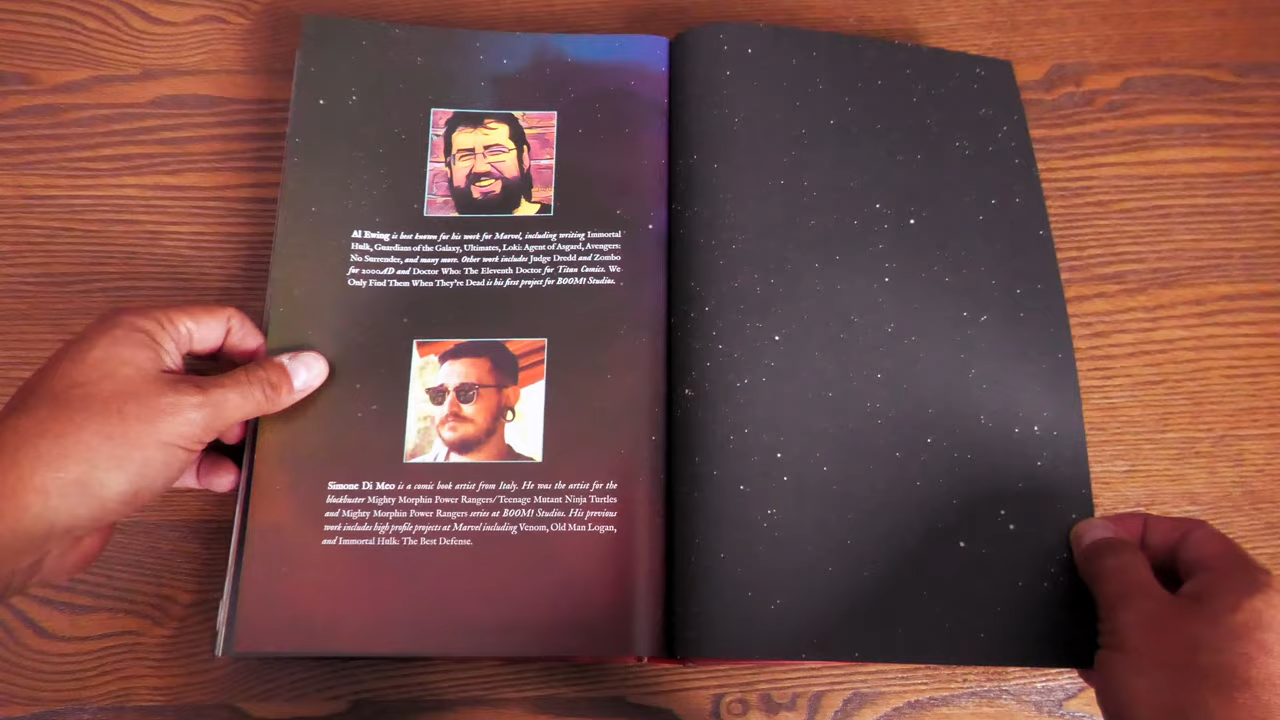 Al Ewing is best known for his work for Marvel, including writing Immortal
Hulk, Guardians of the Galaxy, Ultimates, Loki: Agent of Asgard, Avengers:
No Surrender, and many more. Other work includes Judge Dredd and Zombo
for 2000AD and Doctor Who: The Eleventh Doctor for Titan Comics. We
Only Find Them When They're Dead is his first project for BOOM! Studios.
Simone Di Meo is a comic book artist from Italy. He was the artist for the
blockbuster Mighty Morphin Power Rangers/Teenage Mutant Ninja Turtles
and Mighty Morphin Power Rangers series at BOOM! Studios. His previous
work includes high profile projects at Marvel including Venom, Old Man Logan,
and Immortal Hulk: The Best Defense.